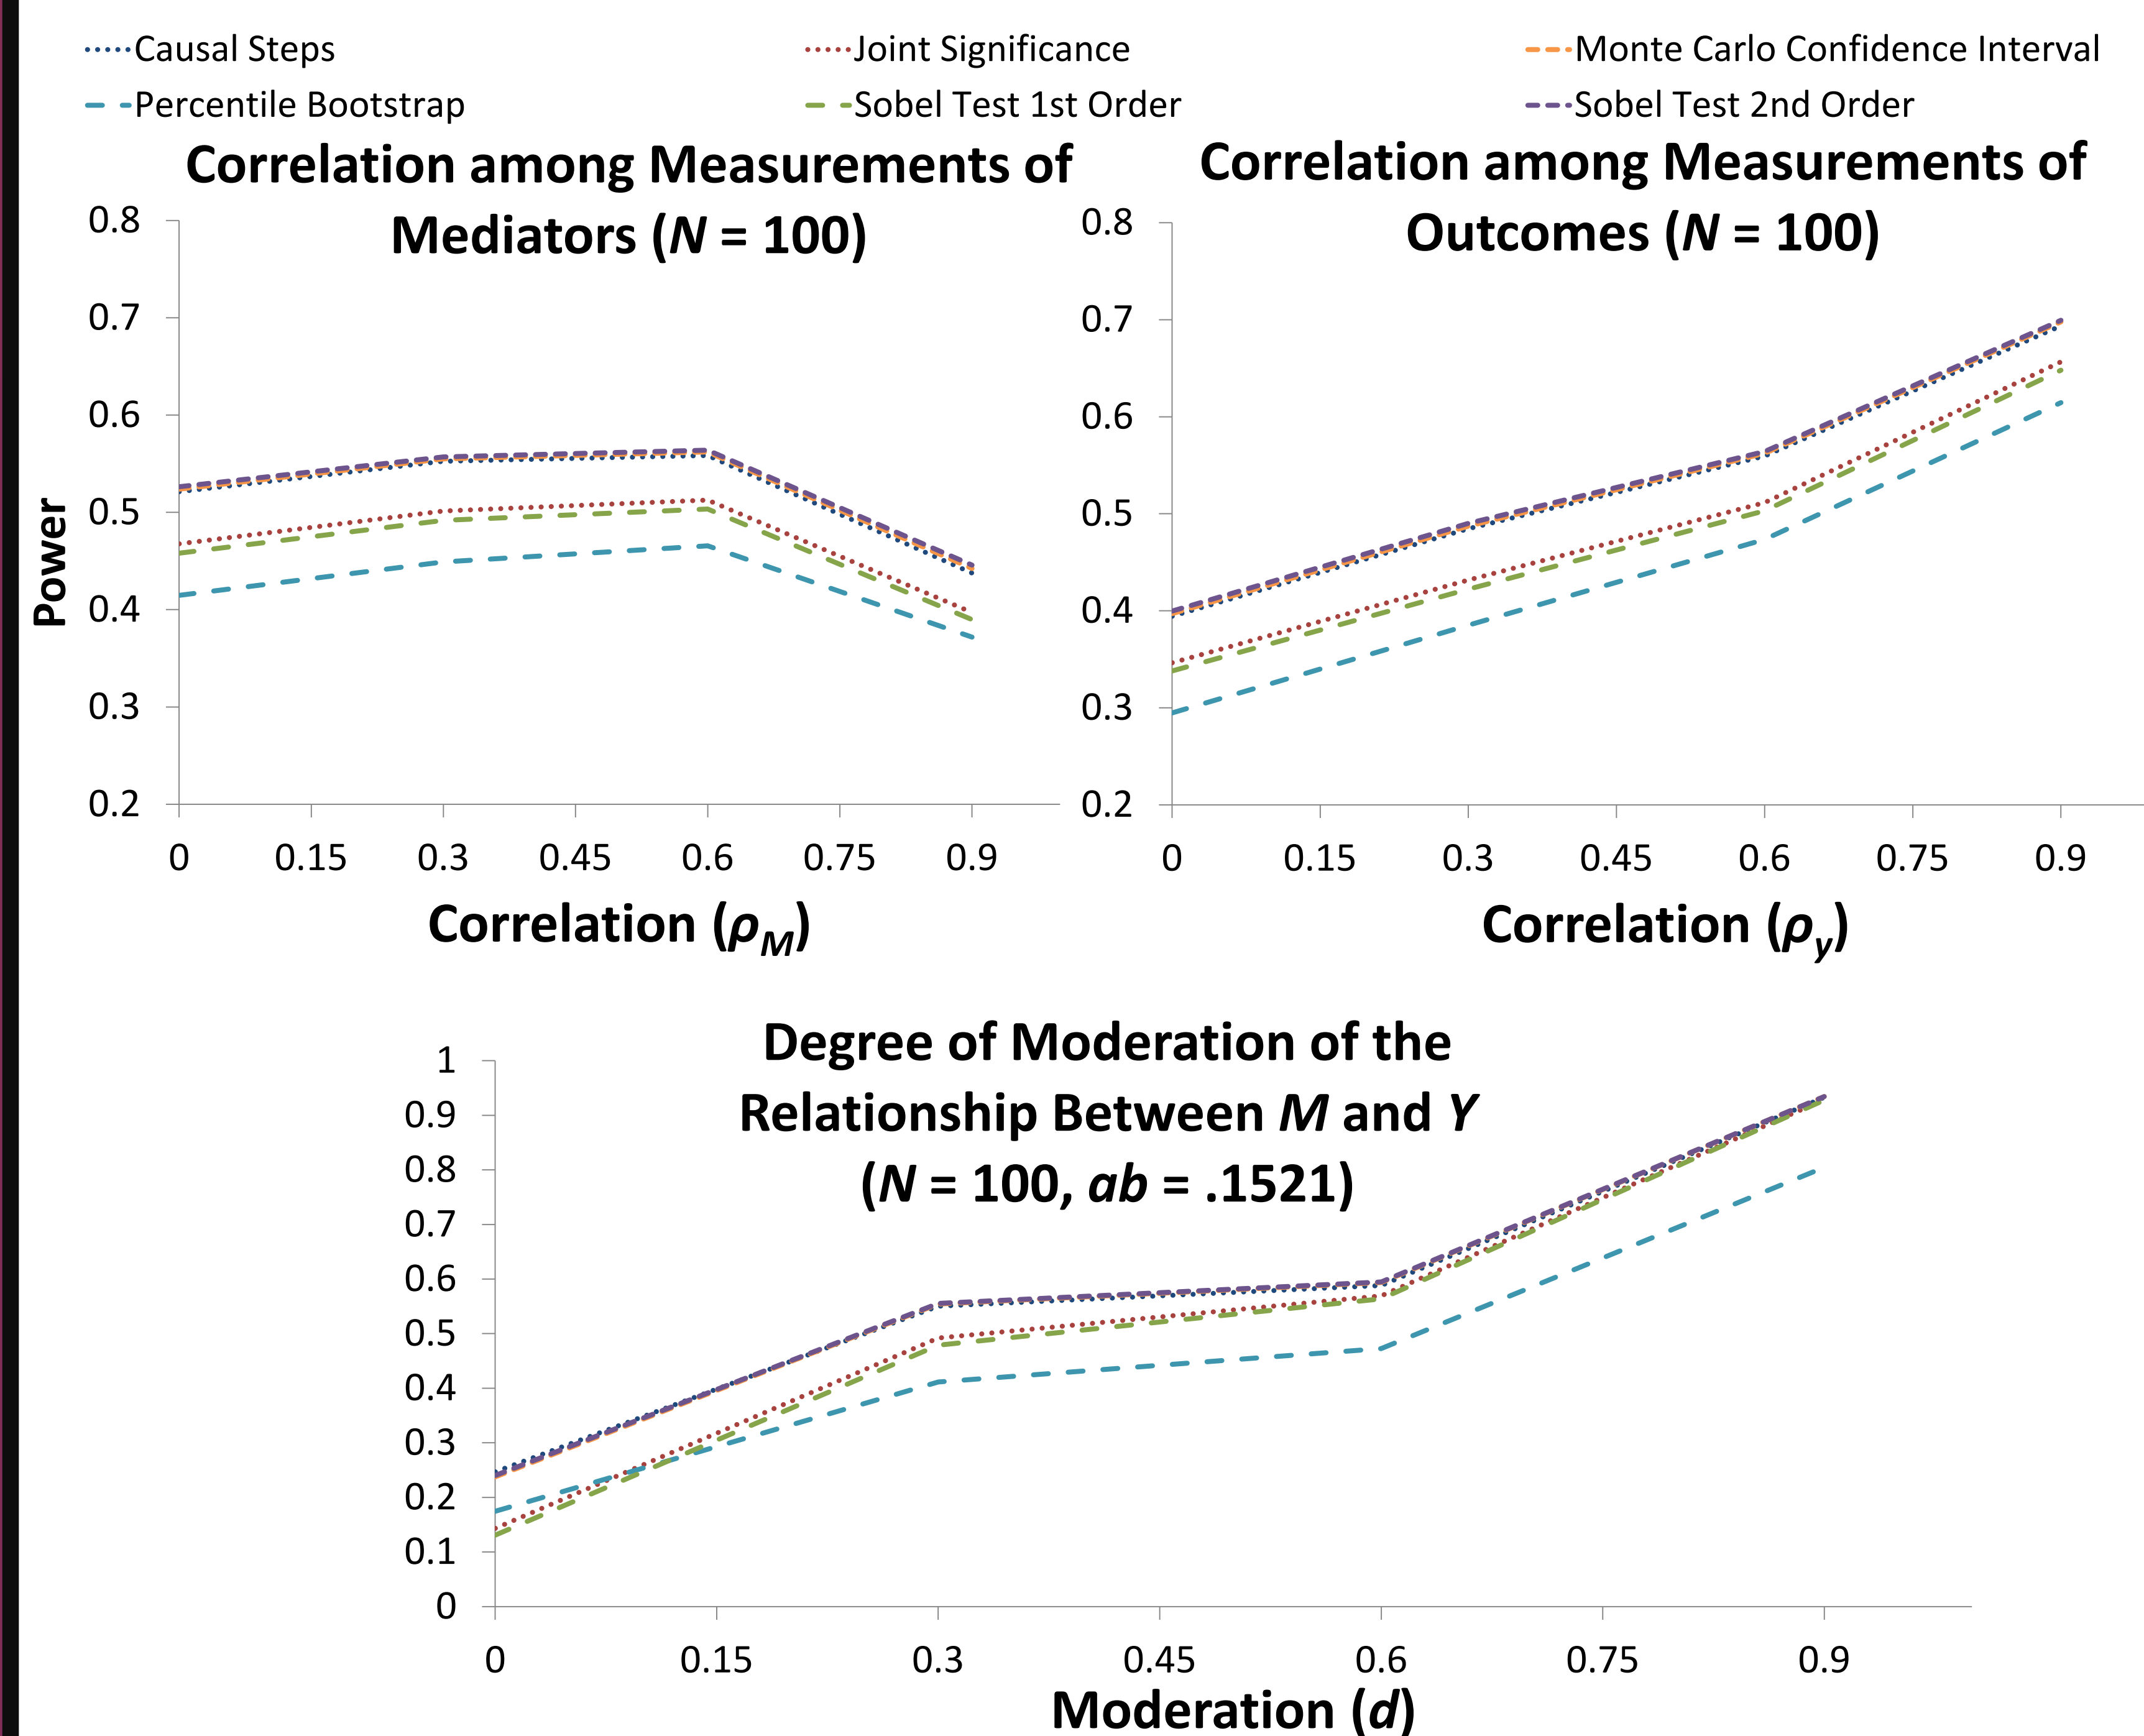 Causal Steps
Joint Significance
Monte Carlo Confidence Interval
Percentile Bootstrap
Sobel Test 1st Order
Sobel Test 2nd Order
Correlation among Measurements of
Mediators (N = 100)
0.8
0.7
0.6
0.5
0.4
0.3
0.2
Power
0 0.15 0.3 0.45 0.6 0.75 0.9
Correlation (ρM)
Correlation among Measurements of
Outcomes (N = 100)
0.8
0.7
0.6
0.5
0.4
0.3
0.2
0 0.15 0.3 0.45 0.6 0.75 0.9
Correlation (ρy)
Degree of Moderation of the
Relationship Between M and Y
(N = 100, ab = .1521)
1
0.9
0.8
0.7
0.6
0.5
0.4
0.3
0.2
0.1
0
0 0.15 0.3 0.45 0.6 0.75 0.9
Moderation (d)